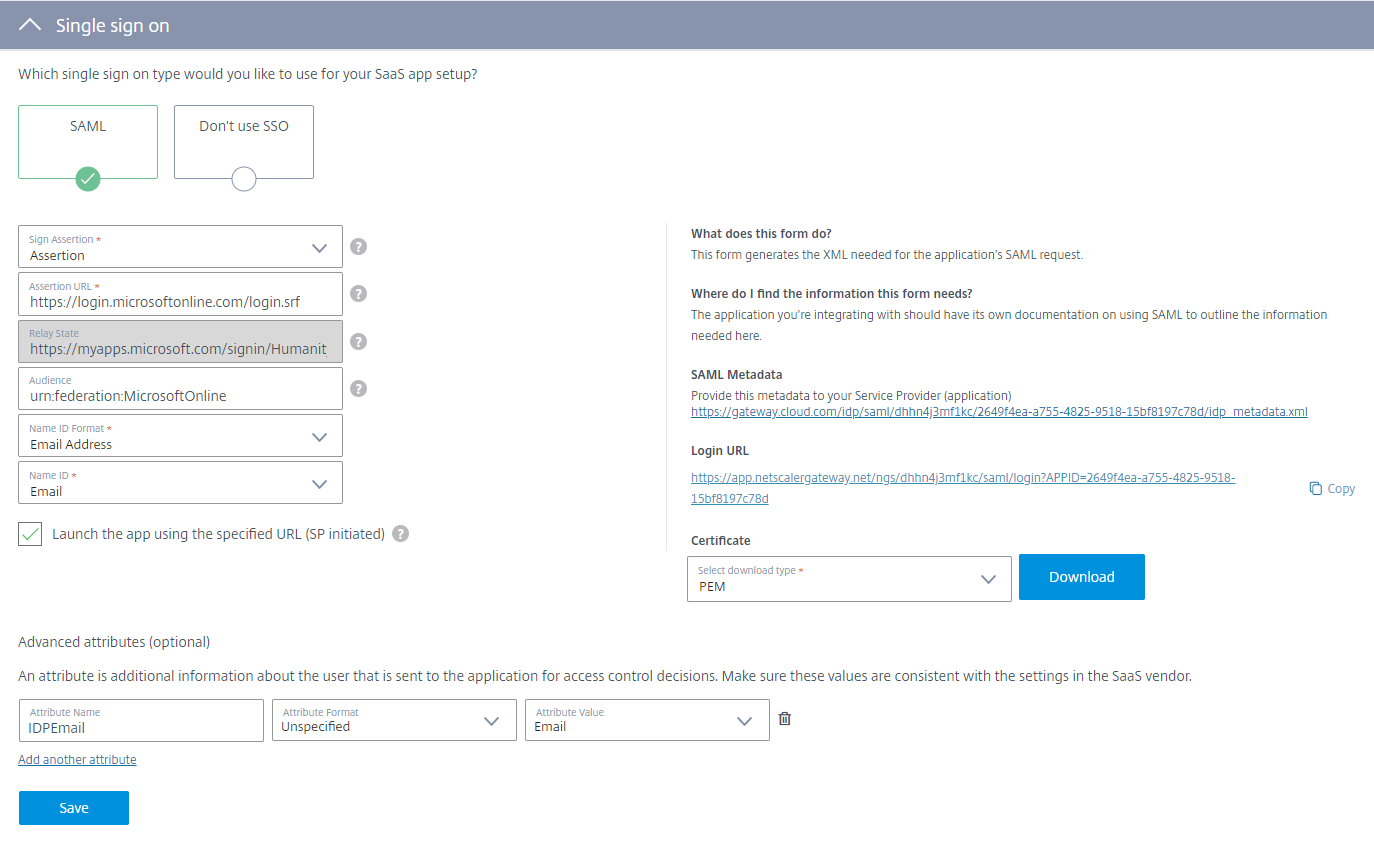 Single sign on
Which single sign on type would you like to use for your SaaS app setup?
SAML
Don't use SSO
Sign Assertion *
Assertion
?
Assertion URL *
https://login.microsoftonline.com/login.srf
?
Relay State
https://myapps.microsoft.com/signin/Humanit
?
Audience
urn:federation:MicrosoftOnline
?
Name ID Format *
Email Address
Name ID *
Email
Launch the app using the specified URL (SP initiated) ?
What does this form do?
This form generates the XML needed for the application's SAML request.
Where do I find the information this form needs?
The application you're integrating with should have its own documentation on using SAML to outline the information
needed here.
SAML Metadata
Provide this metadata to your Service Provider (application)
https://gateway.cloud.com/idp/saml/dhhn4j3mf1kc/2649f4ea-a755-4825-9518-15bf8197c78d/idp_metadata.xml
Login URL
https://app.netscalergateway.net/ngs/dhhn4j3mf1kc/saml/login?APPID=2649f4ea-a755-4825-9518-
15bf8197c78d
Copy
Certificate
Select download type *
PEM
Download
Advanced attributes (optional)
An attribute is additional information about the user that is sent to the application for access control decisions. Make sure these values are consistent with the settings in the SaaS vendor.
Attribute Name
IDPEmail
Attribute Format
Unspecified
Attribute Value
Email
Add another attribute
Save